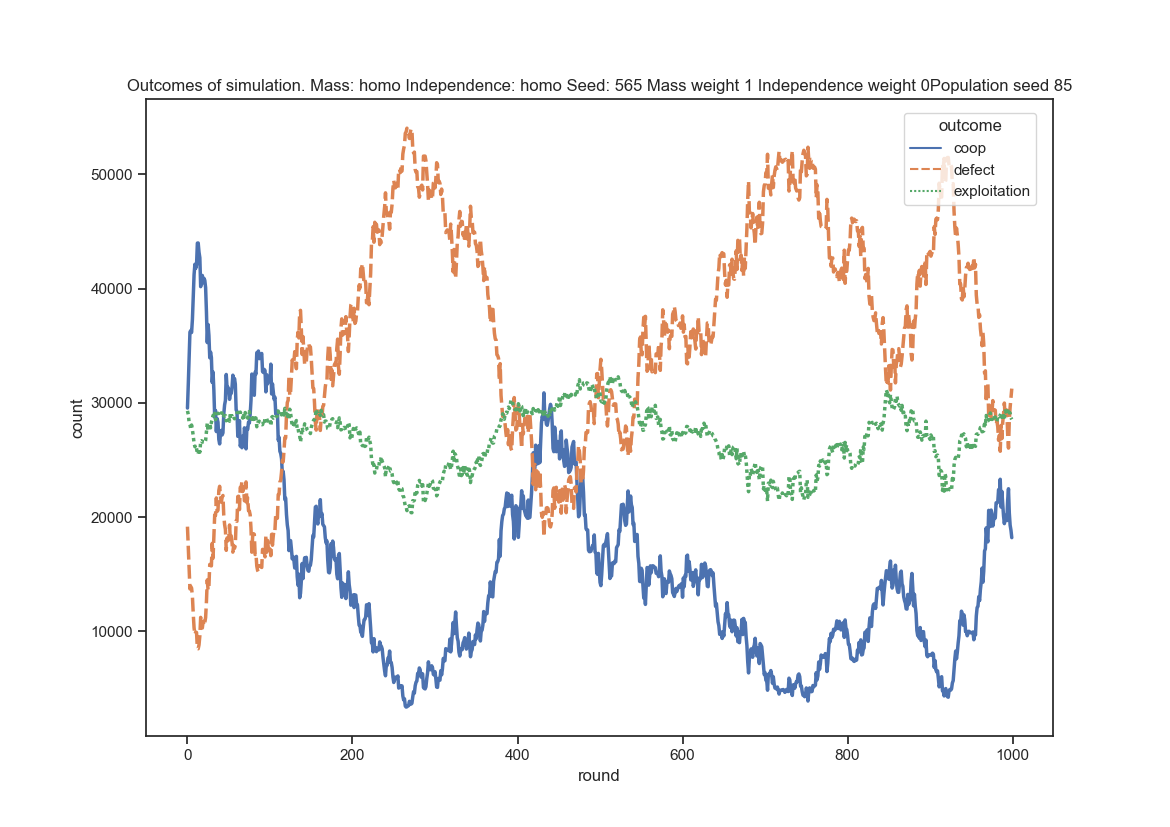 Outcomes of simulation. Mass: homo Independence: homo Seed: 565 Mass weight 1 Independence weight 0Population seed 85
outcome
coop
defect
exploitation
50000
40000
30000
20000
10000
count
0
200
400
600
800
1000
round